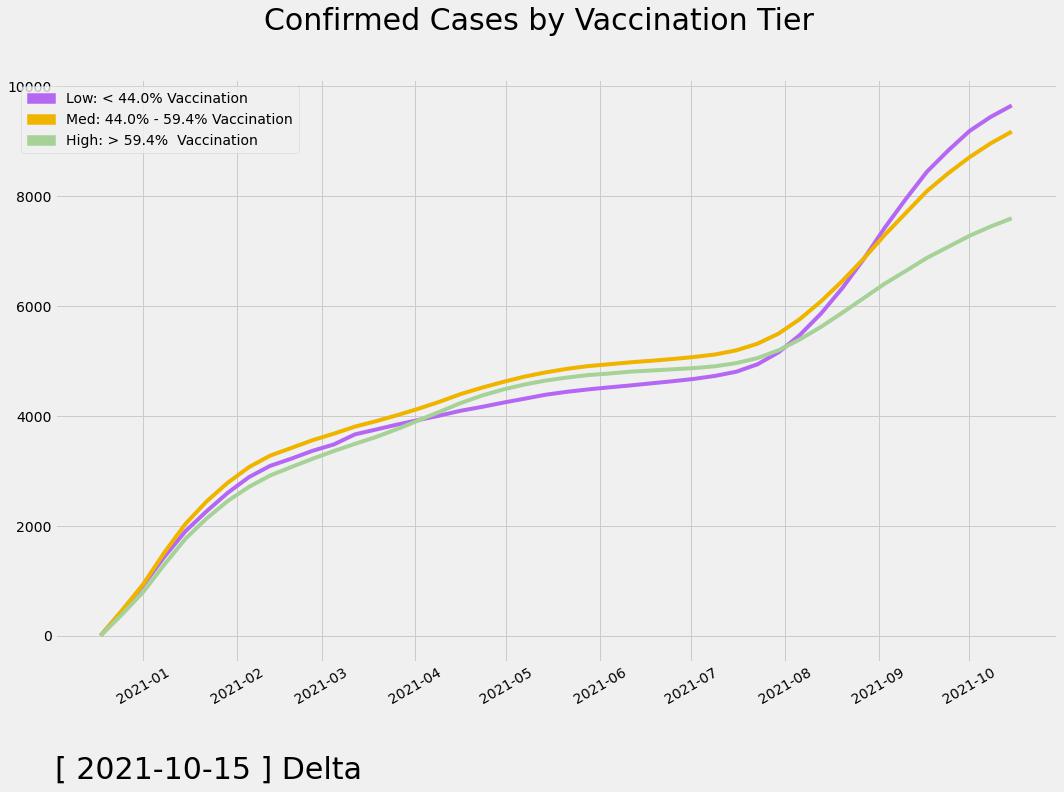 Confirmed Cases by Vaccination Tier
10000
Low: < 44.0% Vaccination
Med: 44.0% - 59.4% Vaccination
High: > 59.4%  Vaccination
8000
6000
4000
2000
0
2021-01 2021-02 2021-03 2021-04 2021-05 2021-06 2021-07 2021-08 2021-09 2021-10
[ 2021-10-15 ] Delta